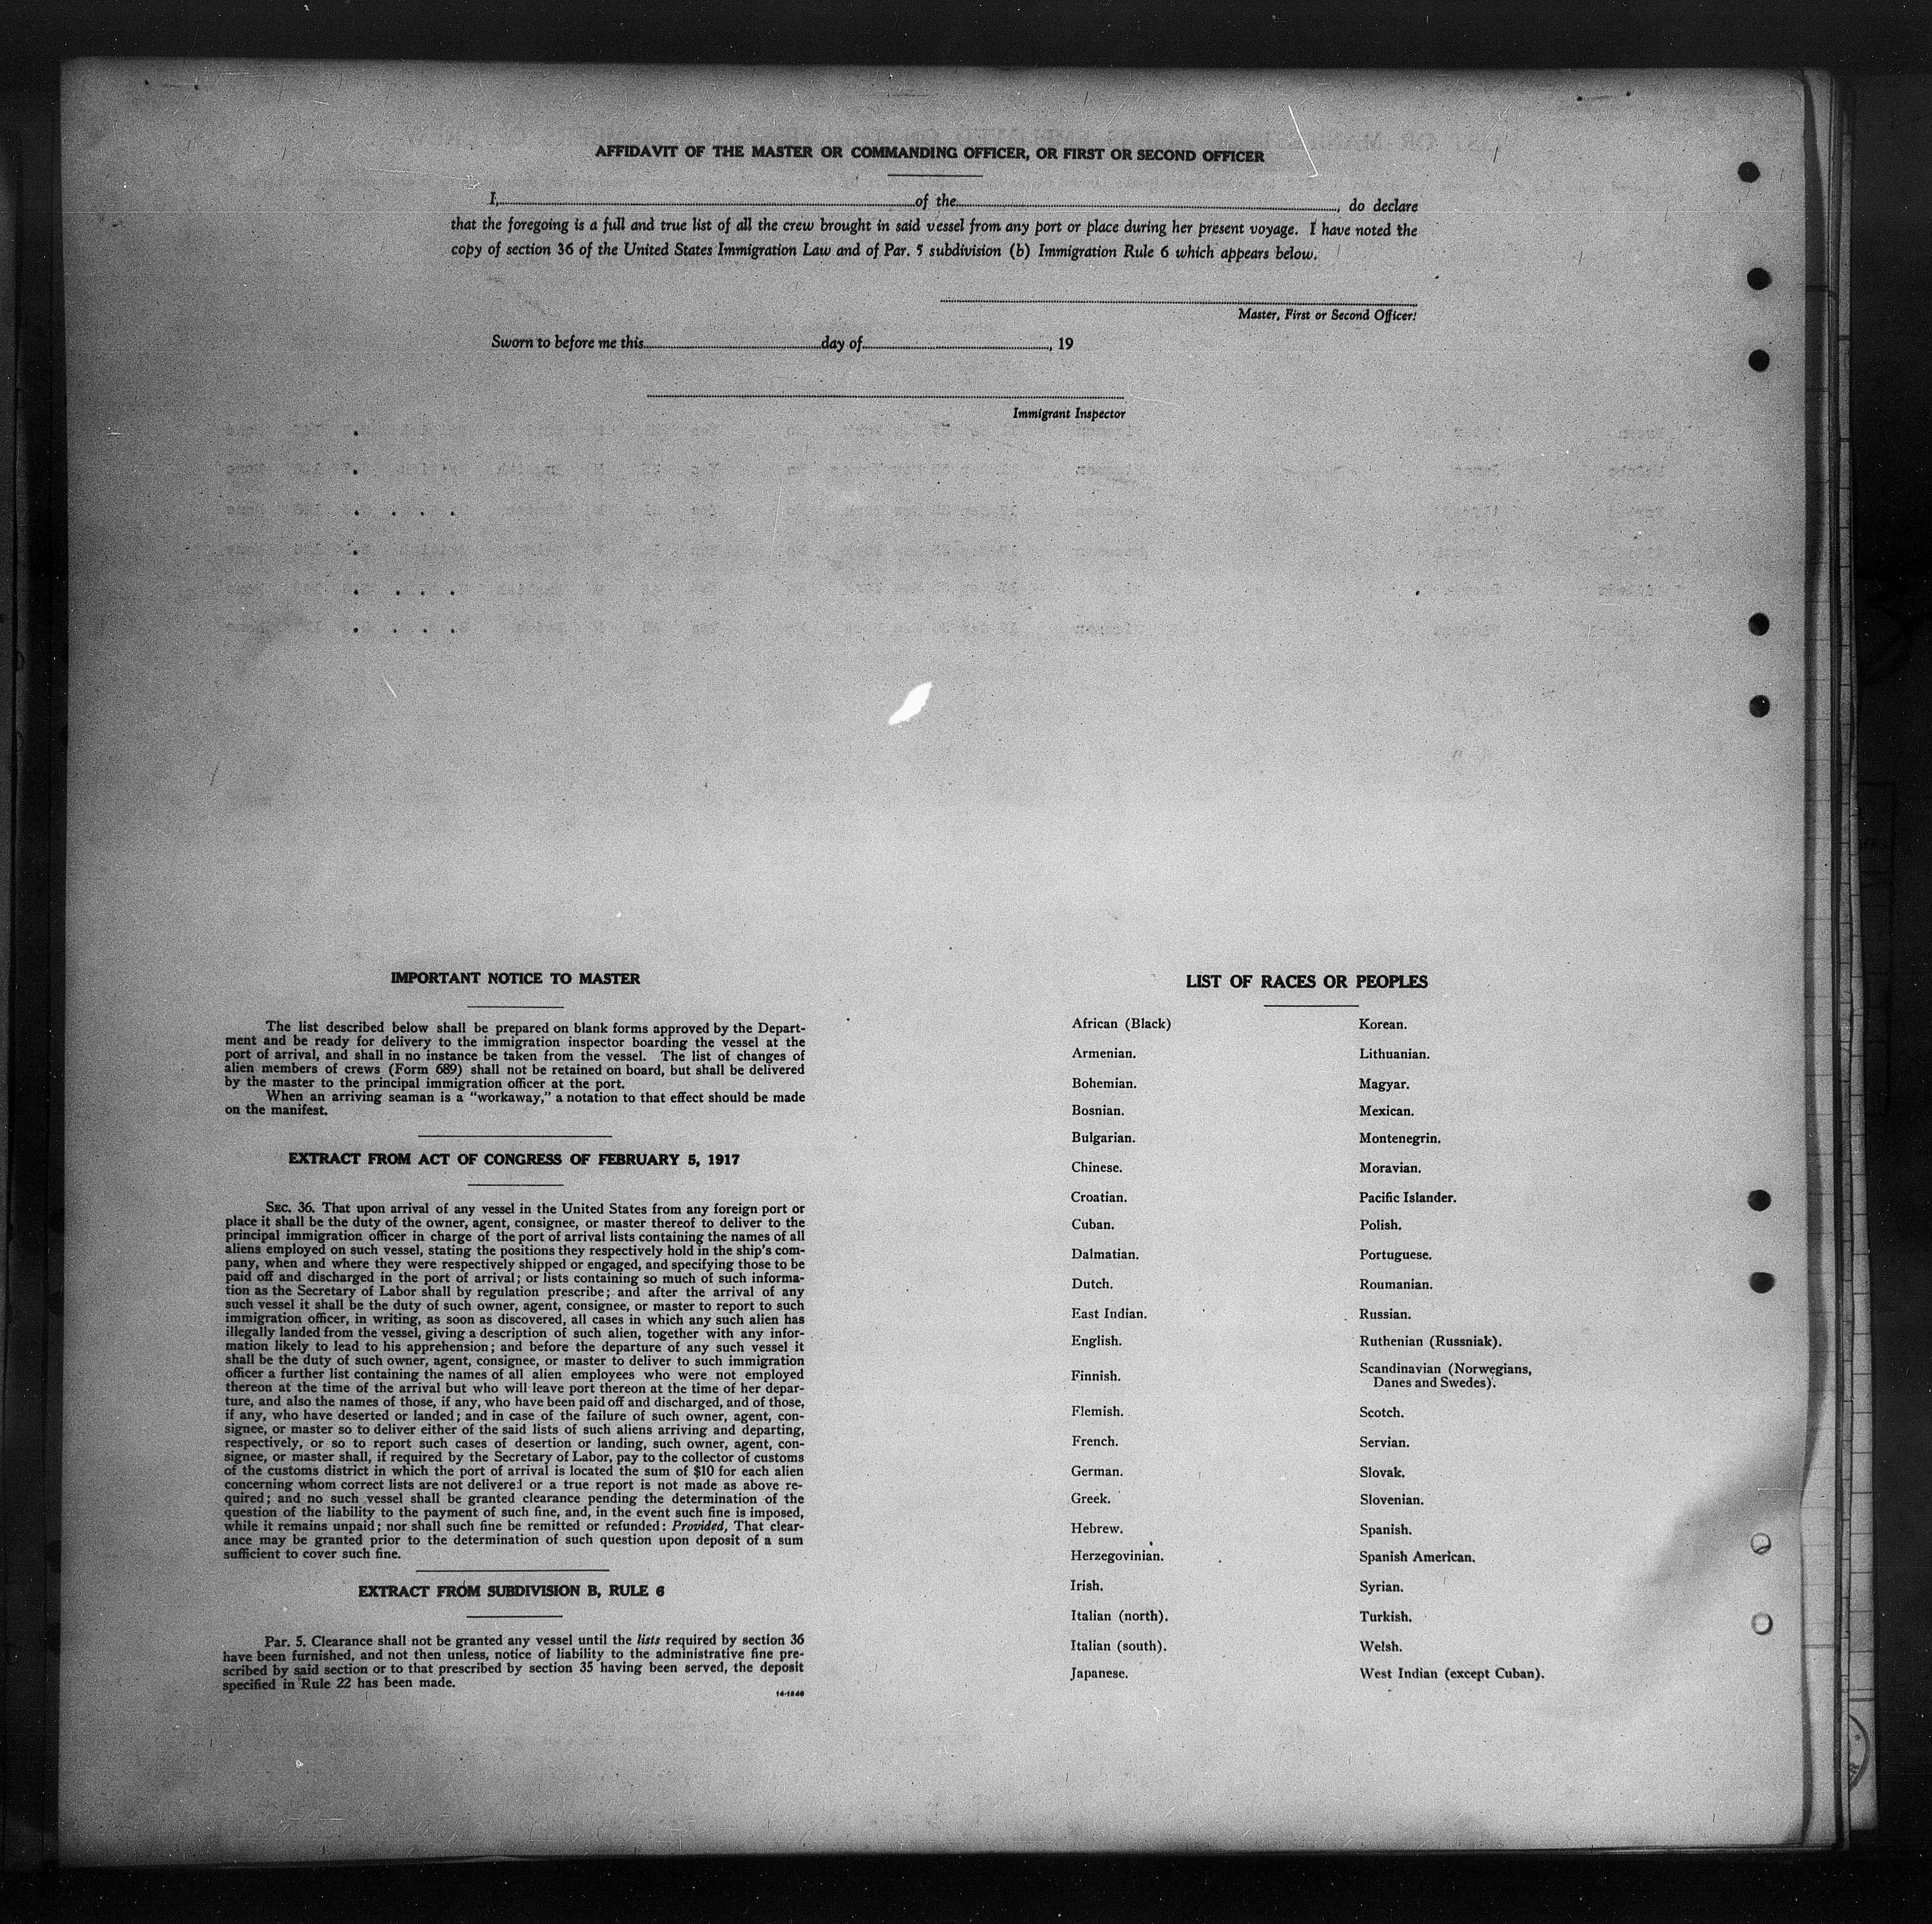 AFFIDAVIT OF THE MASTER OR COMMANDING OFFICER, OR FIRST OR SECOND OFFICER
I, of the , do declare
that the foregoing is a full and true list of all the crew brought in said vessel from any port or place during her present voyage. I have noted the
copy of section 36 of the United States Immigration Law and of Par. 5 subdivision (b) Immigration Rule 6 which appears below.
Master, First or Second Officer.
Sworn to before me this day of , 19
Immigrant Inspector
IMPORTANT NOTICE TO MASTER
The list described below shall be prepared on blank forms approved by the Depart-
ment and be ready for delivery to the immigration inspector boarding the vessel at the
port of arrival, and shall in no instance be taken from the vessel. The list of changes of
alien members of crews (Form 689) shall not be retained on board, but shall be delivered
by the master to the principal immigration officer at the port.
When an arriving seaman is a "workaway," a notation to that effect should be made
on the manifest.
EXTRACT FROM ACT OF CONGRESS OF FEBRUARY 5, 1917
SEC. 36. That upon arrival of any vessel in the United States from any foreign port or
place it shall be the duty of the owner, agent, consignee, or master thereof to deliver to the
principal immigration officer in charge of the port of arrival lists containing the names of all
aliens employed on such vessel, stating the positions they respectively hold in the ship's com-
pany, when and where they were respectively shipped or engaged, and specifying those to be
paid off and discharged in the port of arrival; or lists containing so much of such informa-
tion as the Secretary of Labor shall by regulation prescribe; and after the arrival of any
such vessel it shall be the duty of such owner, agent, consignee, or master to report to such
immigration officer, in writing, as soon as discovered, all cases in which any such alien has
illegally landed from the vessel, giving a description of such alien, together with any infor-
mation likely to lead to his apprehension; and before the departure of any such vessel it
shall be the duty of such owner, agent, consignee, or master to deliver to such immigration
officer a further list containing the names of all alien employees who were not employed
thereon at the time of the arrival but who will leave port thereon at the time of her depar-
ture, and also the names of those, if any, who have been paid off and discharged, and of those,
if any, who have deserted or landed; and in case of the failure of such owner, agent, con-
signee, or master so to deliver either of the said lists of such aliens arriving and departing,
respectively, or so to report such cases of desertion or landing, such owner, agent, con-
signee, or master shall, if required by the Secretary of Labor, pay to the collector of customs
of the customs district in which the port of arrival is located the sum of $10 for each alien
concerning whom correct lists are not delivered or a true report is not made as above re-
quired; and no such vessel shall be granted clearance pending the determination of the
question of the liability to the payment of such fine, and, in the event such fine is imposed,
while it remains unpaid; nor shall such fine be remitted or refunded: Provided, That clear-
ance may be granted prior to the determination of such question upon deposit of a sum
sufficient to cover such fine.
EXTRACT FROM SUBDIVISION B, RULE 6
Par. 5. Clearance shall not be granted any vessel until the lists required by section 36
have been furnished, and not then unless, notice of liability to the administrative fine pre-
scribed by said section or to that prescribed by section 35 having been served, the deposit
specified in Rule 22 has been made.
14-1240
LIST OF RACES OR PEOPLES
African (Black)
Armenian.
Bohemian.
Bosnian.
Bulgarian.
Chinese.
Croatian.
Cuban.
Dalmatian.
Dutch.
East Indian.
English.
Finnish.
Flemish.
French.
German.
Greek.
Hebrew.
Herzegovinian.
Irish.
Italian (north).
Italian (south).
Japanese.
Korean.
Lithuanian.
Magyar.
Mexican.
Montenegrin.
Moravian.
Pacific Islander.
Polish.
Portuguese.
Roumanian.
Russian.
Ruthenian (Russniak).
Scandinavian (Norwegians,
Danes and Swedes).
Scotch.
Servian.
Slovak.
Slovenian.
Spanish.
Spanish American.
Syrian.
Turkish.
Welsh.
West Indian (except Cuban).